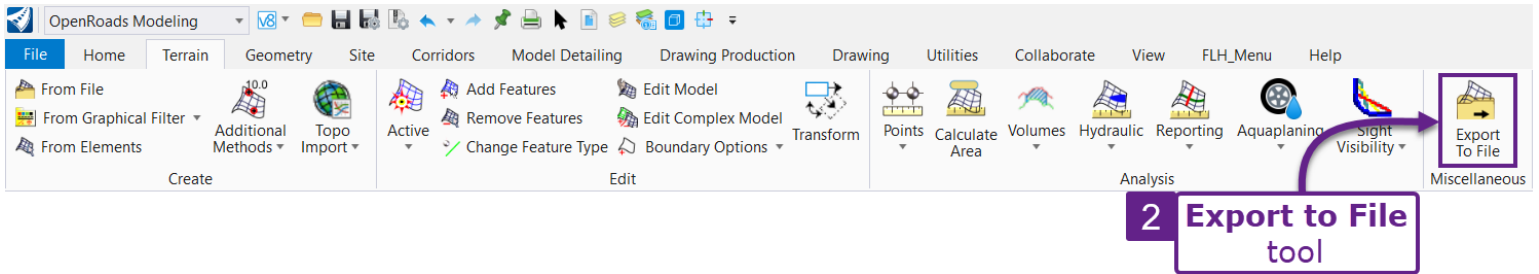 OpenRoads Modeling
V8
File Home Terrain Geometry Site Corridors Model Detailing Drawing Production Drawing Utilities Collaborate View FLH_Menu Help
From File
From Graphical Filter
From Elements
10.0
Additional
Methods
Topo
Import
Create
Active
Add Features
Remove Features
Change Feature Type
Edit Model
Edit Complex Model
Boundary Options
Transform
Edit
Points
Calculate
Area
Volumes
Hydraulic
Reporting
Aquaplaning
Sight
Visibility
Analysis
Export
To File
Miscellaneous
2
Export to File
tool